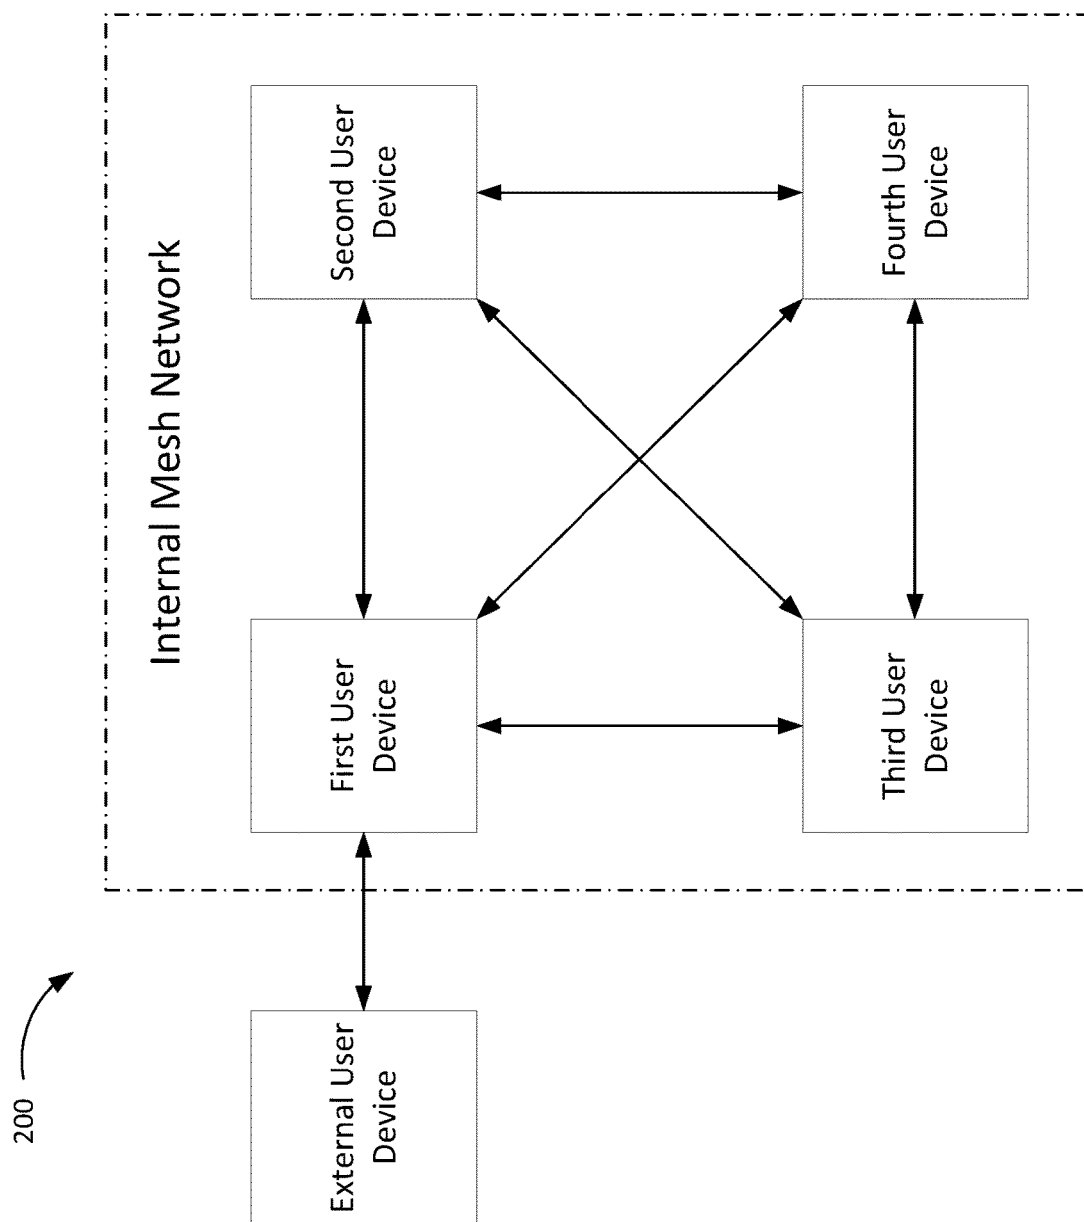 200
Internal Mesh Network
External User
Device
First User
Device
Second User
Device
Third User
Device
Fourth User
Device